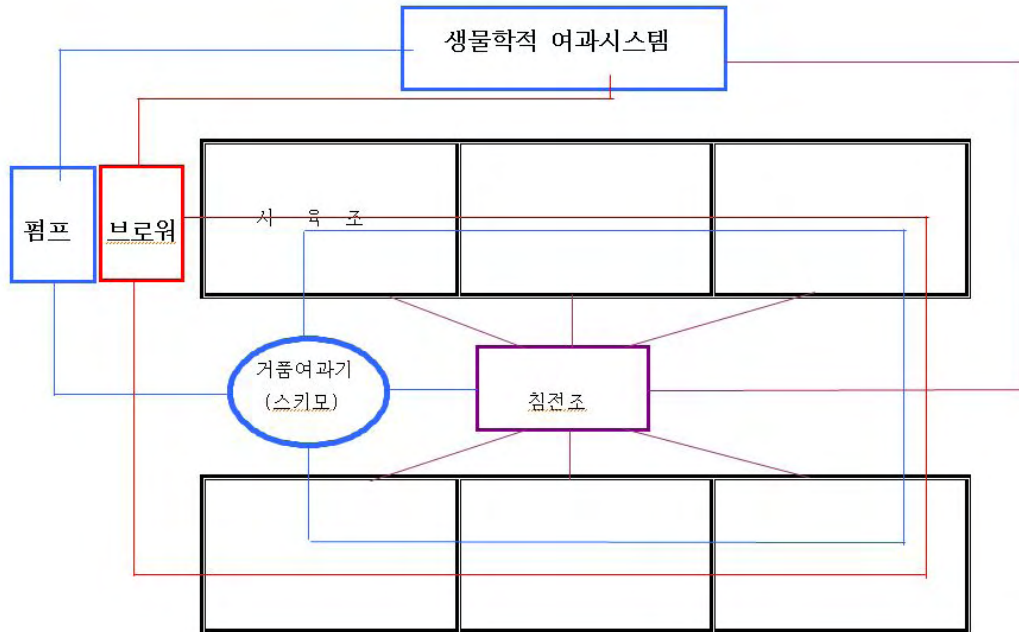 생물학적 여과시스템
펌프
브로워
사 육 조
거품여과기
(스키모)
침전조